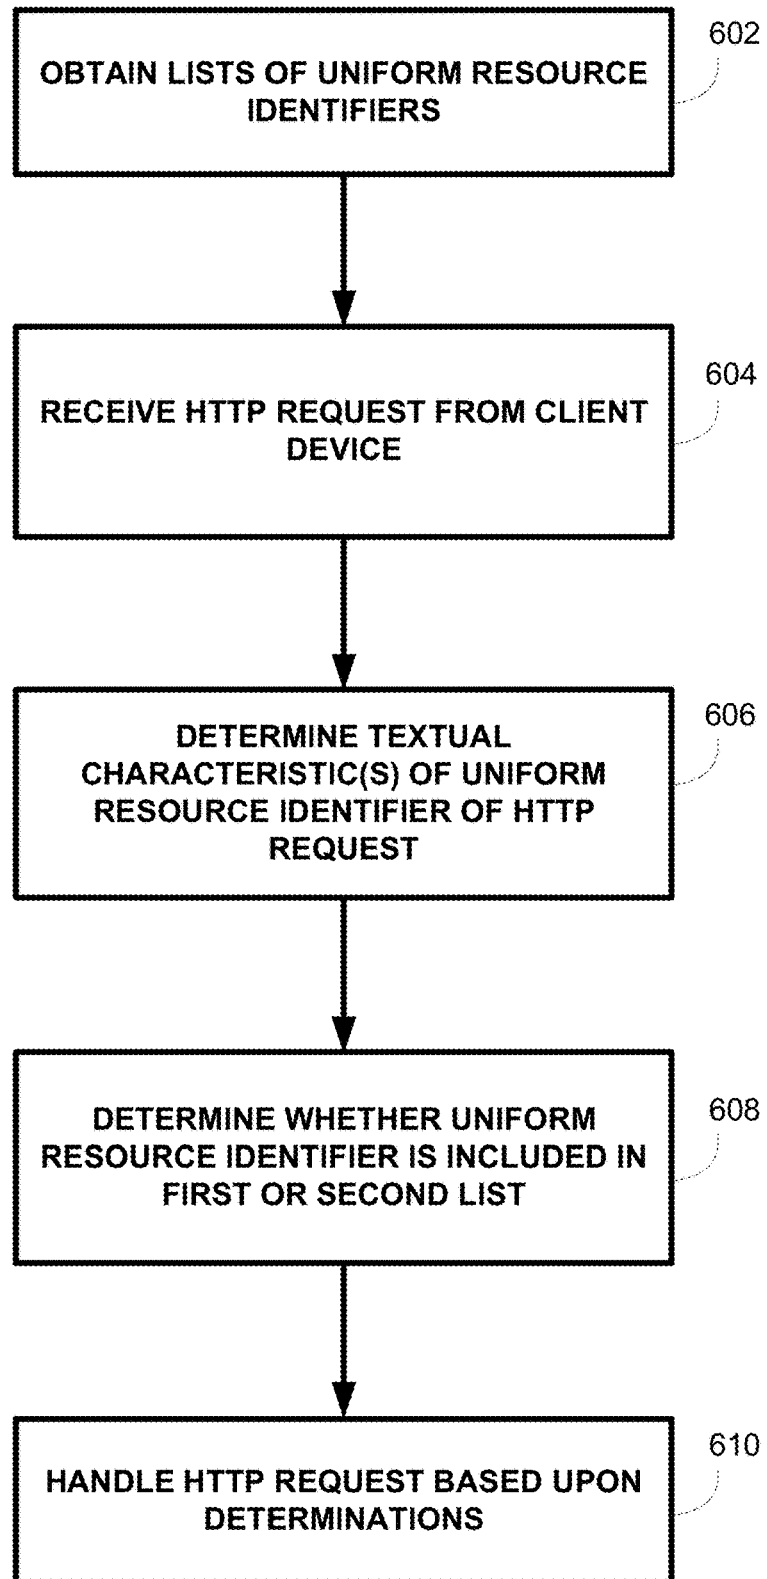 602
OBTAIN LISTS OF UNIFORM RESOURCE
IDENTIFIERS
604
RECEIVE HTTP REQUEST FROM CLIENT
DEVICE
606
DETERMINE TEXTUAL
CHARACTERISTIC(S) OF UNIFORM
RESOURCE IDENTIFIER OF HTTP
REQUEST
608
DETERMINE WHETHER UNIFORM
RESOURCE IDENTIFIER IS INCLUDED IN
FIRST OR SECOND LIST
610
HANDLE HTTP REQUEST BASED UPON
DETERMINATIONS